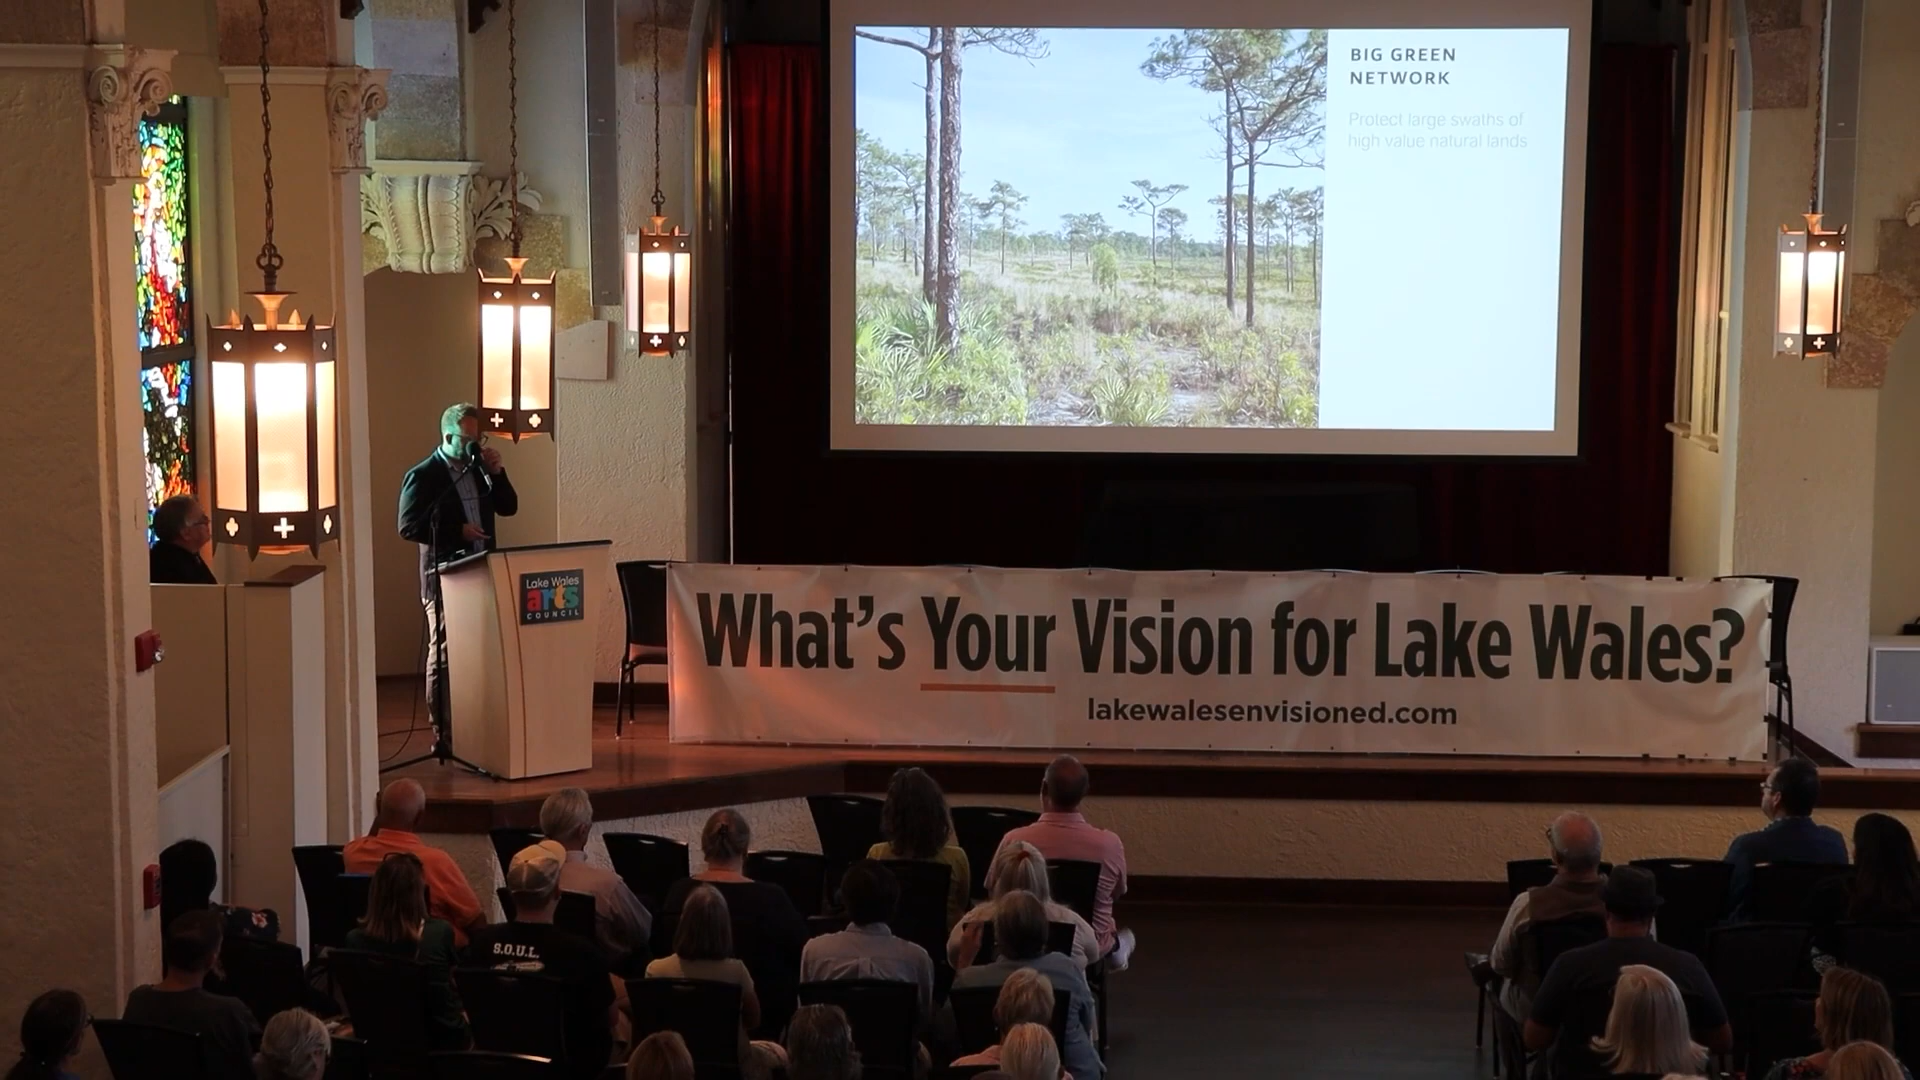 BIG GREEN
NETWORK
Protect large swaths of
high value natural lands
Lake Wales
arts
COUNCIL
What's Your Vision for Lake Wales?
lakewalesenvisioned.com
S.O.U.L.